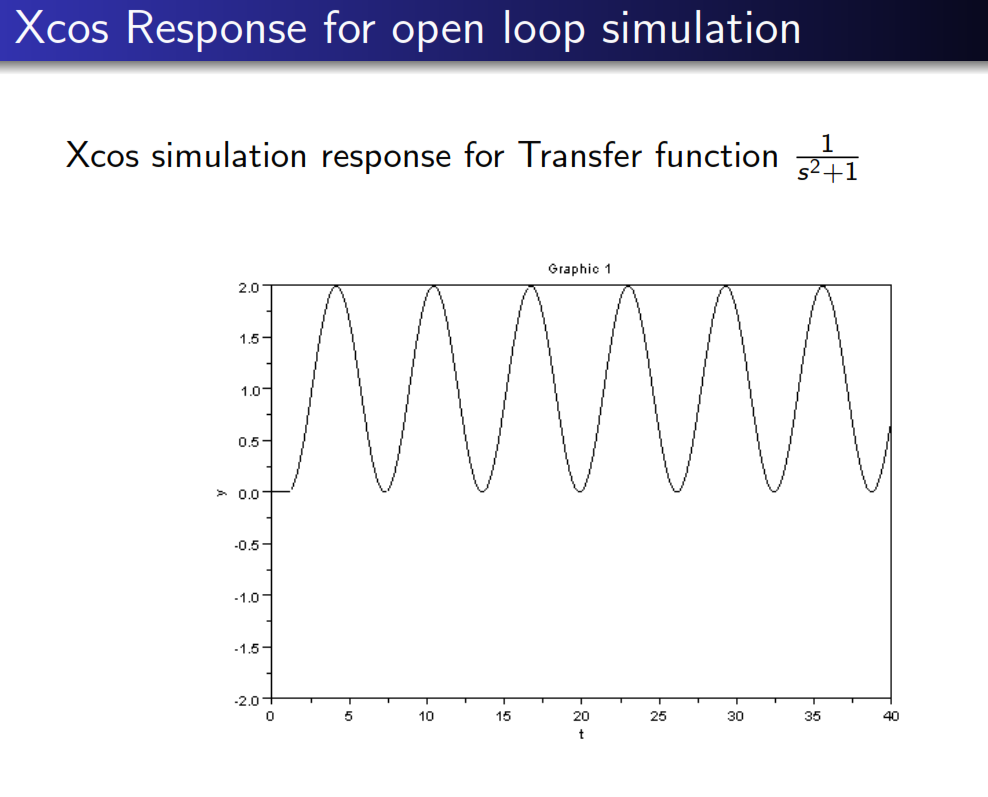 Xcos Response for open loop simulation
Xcos simulation response for Transfer function 1/(s²+1)
Graphic 1
2.0
1.5
1.0
0.5
0.0
-0.5
-1.0
-1.5
-2.0
y
0 5 10 15 20 25 30 35 40
t